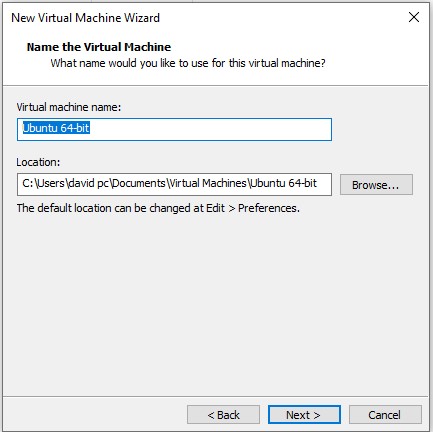 New Virtual Machine Wizard
Name the Virtual Machine
What name would you like to use for this virtual machine?
Virtual machine name:
Ubuntu 64-bit
Location:
C:\Users\david pc\Documents\Virtual Machines\Ubuntu 64-bit
Browse...
The default location can be changed at Edit > Preferences.
< Back
Next >
Cancel